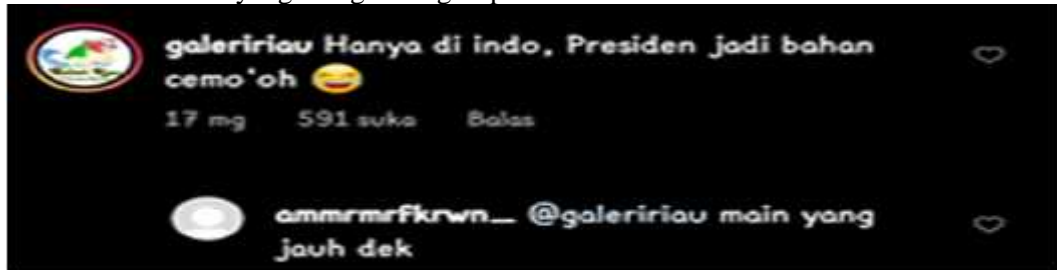 galeririau Hanya di indo, Presiden jadi bahan
cemo'oh 😂
17 mg 591 suka Balas
ammrmrfkrwn_ @galeririau main yang
jauh dek